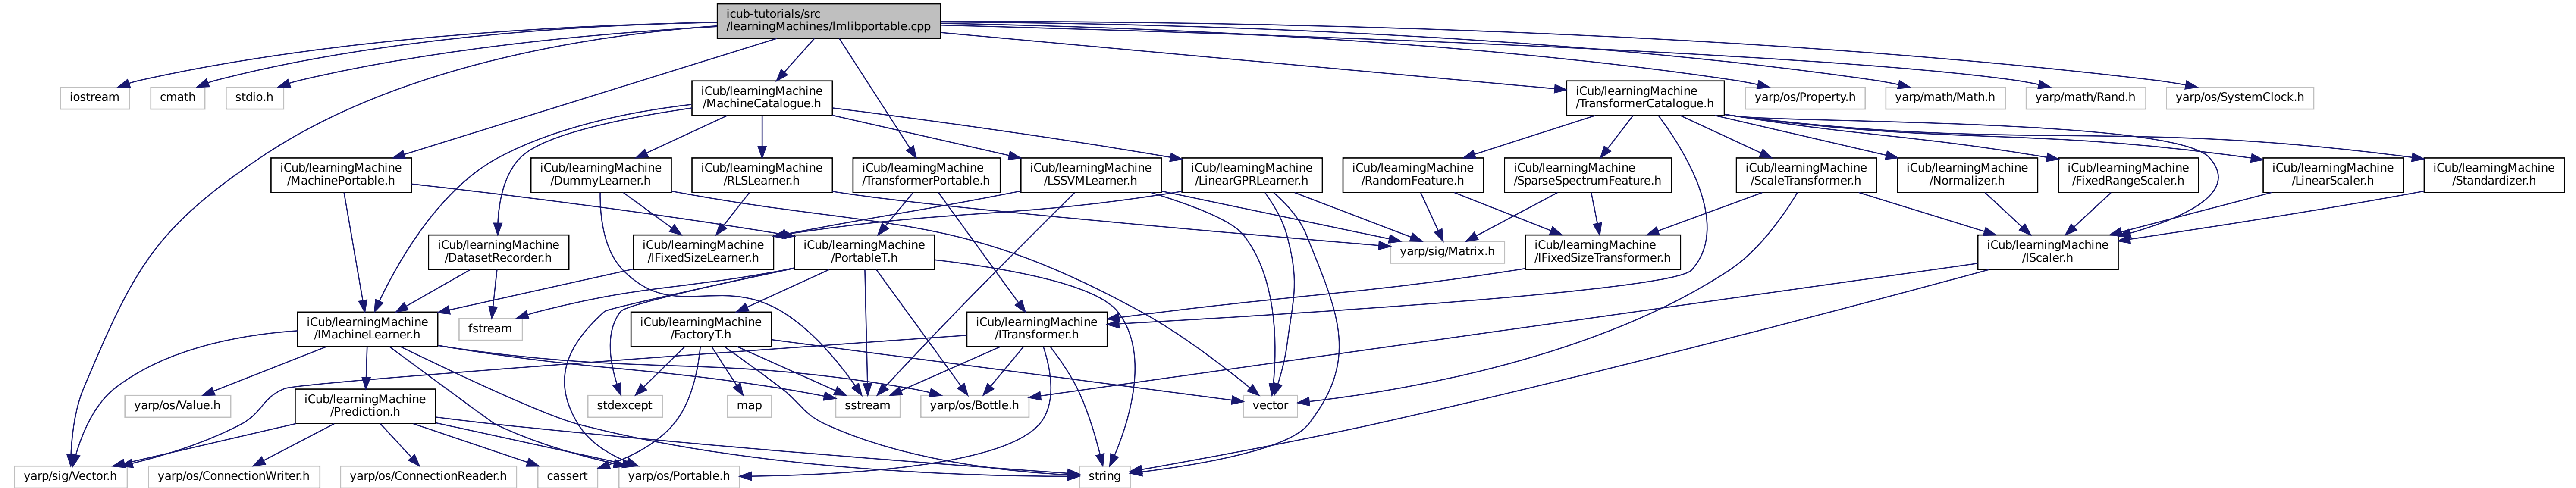 icub-tutorials/src
/learningMachines/lmlibportable.cpp
iostream
cmath
stdio.h
iCub/learningMachine
/MachineCatalogue.h
iCub/learningMachine
/TransformerCatalogue.h
yarp/os/Property.h
yarp/math/Math.h
yarp/math/Rand.h
yarp/os/SystemClock.h
iCub/learningMachine
/MachinePortable.h
iCub/learningMachine
/DummyLearner.h
iCub/learningMachine
/RLSLearner.h
iCub/learningMachine
/TransformerPortable.h
iCub/learningMachine
/LSSVMLearner.h
iCub/learningMachine
/LinearGPRLearner.h
iCub/learningMachine
/RandomFeature.h
iCub/learningMachine
/SparseSpectrumFeature.h
iCub/learningMachine
/ScaleTransformer.h
iCub/learningMachine
/Normalizer.h
iCub/learningMachine
/FixedRangeScaler.h
iCub/learningMachine
/LinearScaler.h
iCub/learningMachine
/Standardizer.h
iCub/learningMachine
/DatasetRecorder.h
iCub/learningMachine
/IFixedSizeLearner.h
iCub/learningMachine
/PortableT.h
yarp/sig/Matrix.h
iCub/learningMachine
/IFixedSizeTransformer.h
iCub/learningMachine
/IScaler.h
iCub/learningMachine
/IMachineLearner.h
fstream
iCub/learningMachine
/FactoryT.h
iCub/learningMachine
/ITransformer.h
yarp/os/Value.h
iCub/learningMachine
/Prediction.h
stdexcept
map
sstream
yarp/os/Bottle.h
vector
yarp/sig/Vector.h
yarp/os/ConnectionWriter.h
yarp/os/ConnectionReader.h
cassert
yarp/os/Portable.h
string